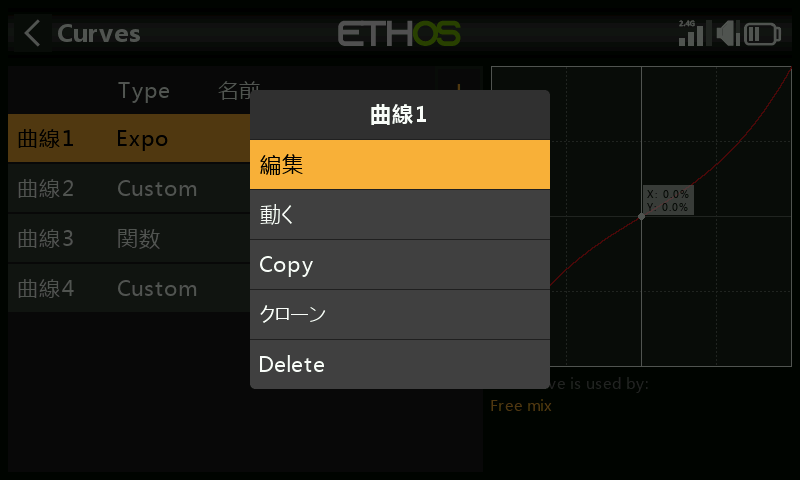 Curves
ETHOS
2.4G
Type 名前 +
曲線1 Expo
曲線2 Custom
曲線3 関数
曲線4 Custom
曲線1
編集
動く
Copy
クローン
Delete
X: 0.0%
Y: 0.0%
ve is used by:
Free mix